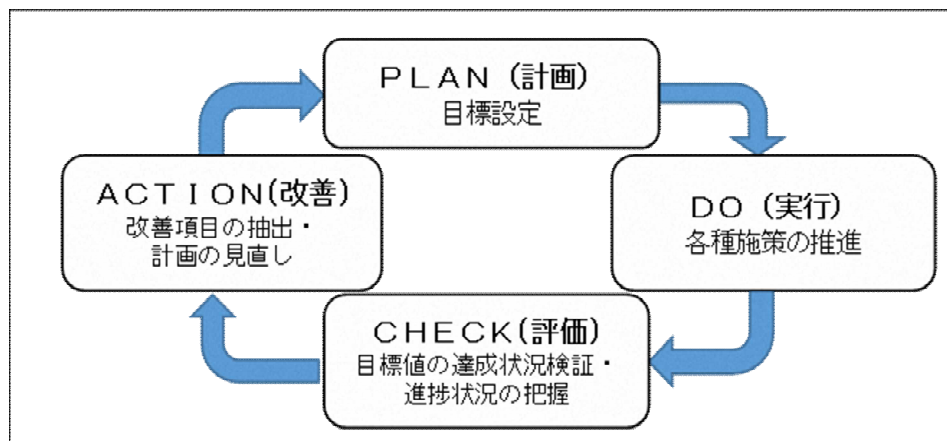 ＰＬＡＮ（計画）
目標設定
ＤＯ（実行）
各種施策の推進
ＣＨＥＣＫ(評価)
目標値の達成状況検証・
進捗状況の把握
ＡＣＴＩＯＮ(改善)
改善項目の抽出・
計画の見直し